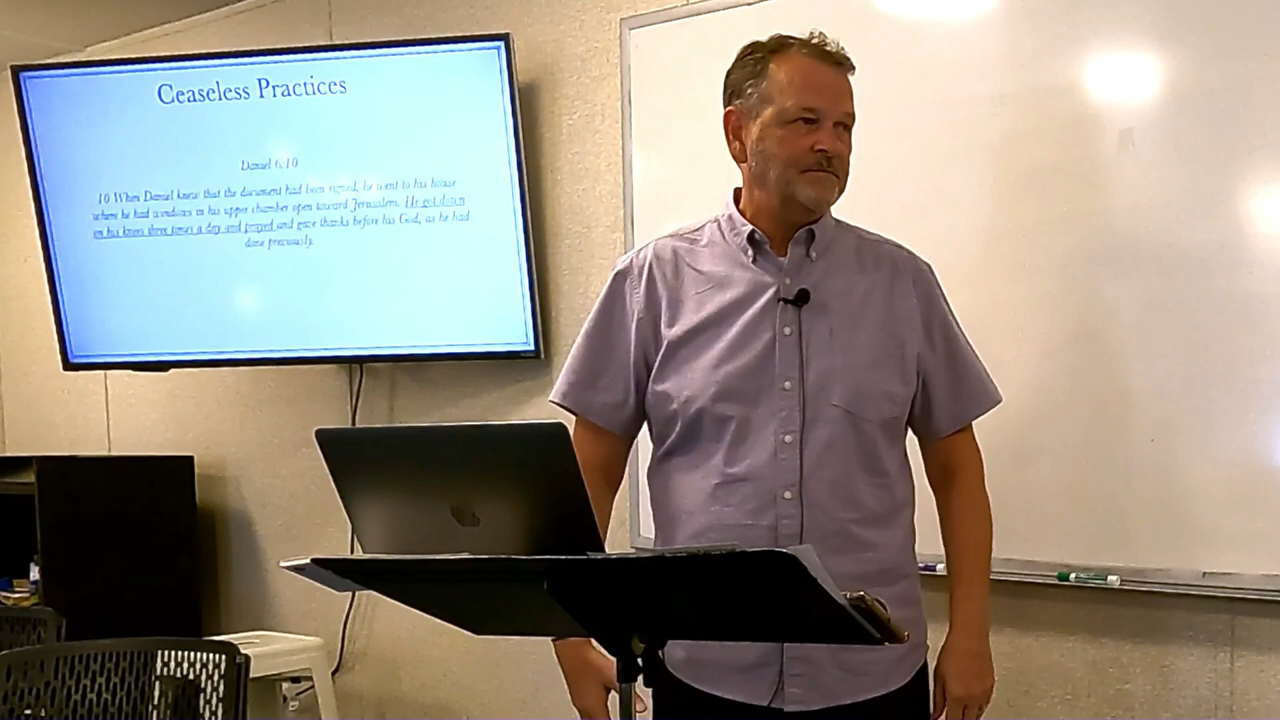 Ceaseless Practices
Daniel 6:10
10 When Daniel knew that the document had been signed, he went to his house
where he had windows in his upper chamber open toward Jerusalem. He got down
on his knees three times a day and prayed and gave thanks before his God, as he had
done previously.